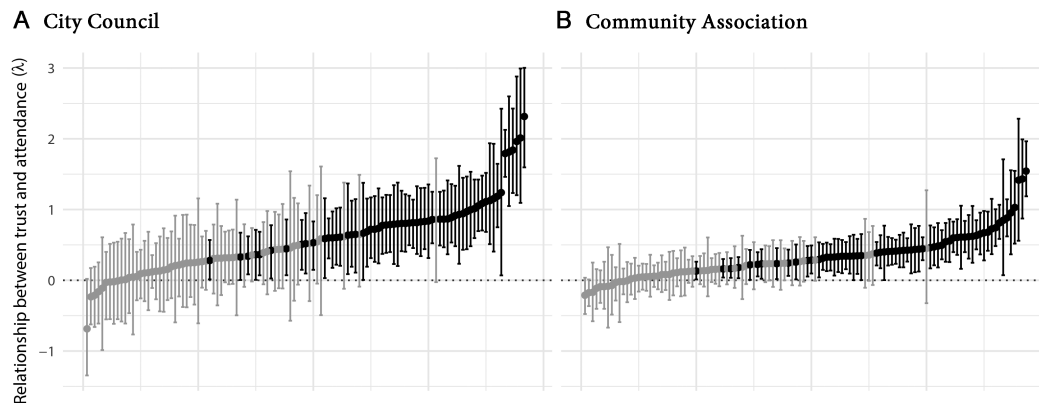 A City Council
B Community Association
Relationship between trust and attendance (λ)
3
2
1
0
−1